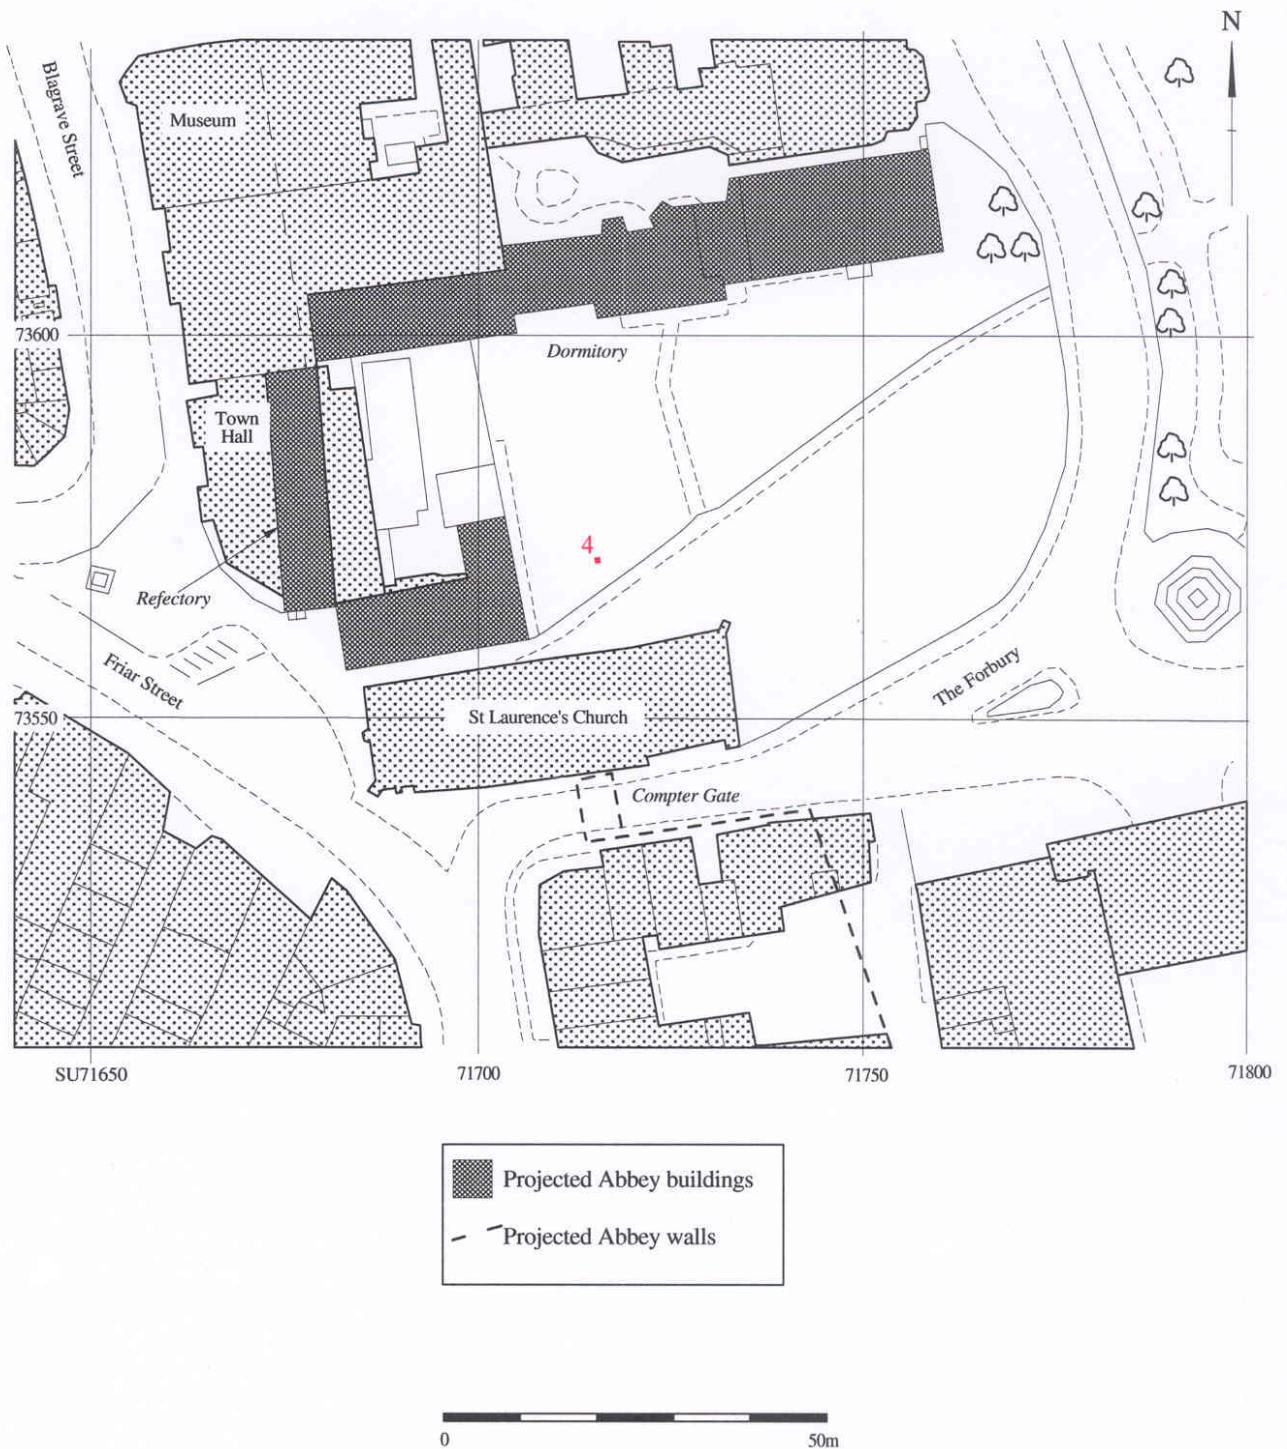 N
Blagrave Street
Museum
73600
Dormitory
Town
Hall
4
Refectory
Friar Street
The Forbury
73550
St Laurence's Church
Compter Gate
SU71650
71700
71750
71800
Projected Abbey buildings
Projected Abbey walls
0
50m